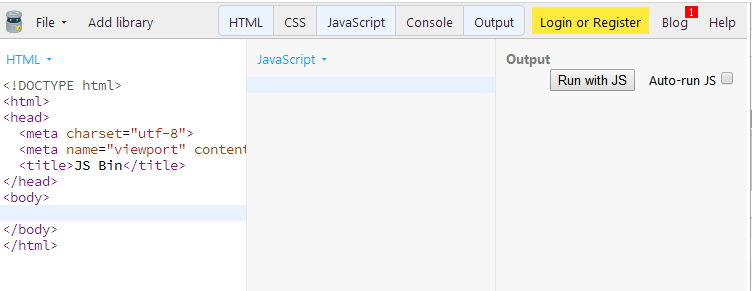 File Add library HTML CSS JavaScript Console Output Login or Register Blog 1 Help
HTML
<!DOCTYPE html>
<html>
<head>
  <meta charset="utf-8">
  <meta name="viewport" content
  <title>JS Bin</title>
</head>
<body>
</body>
</html>
JavaScript
Output
Run with JS Auto-run JS